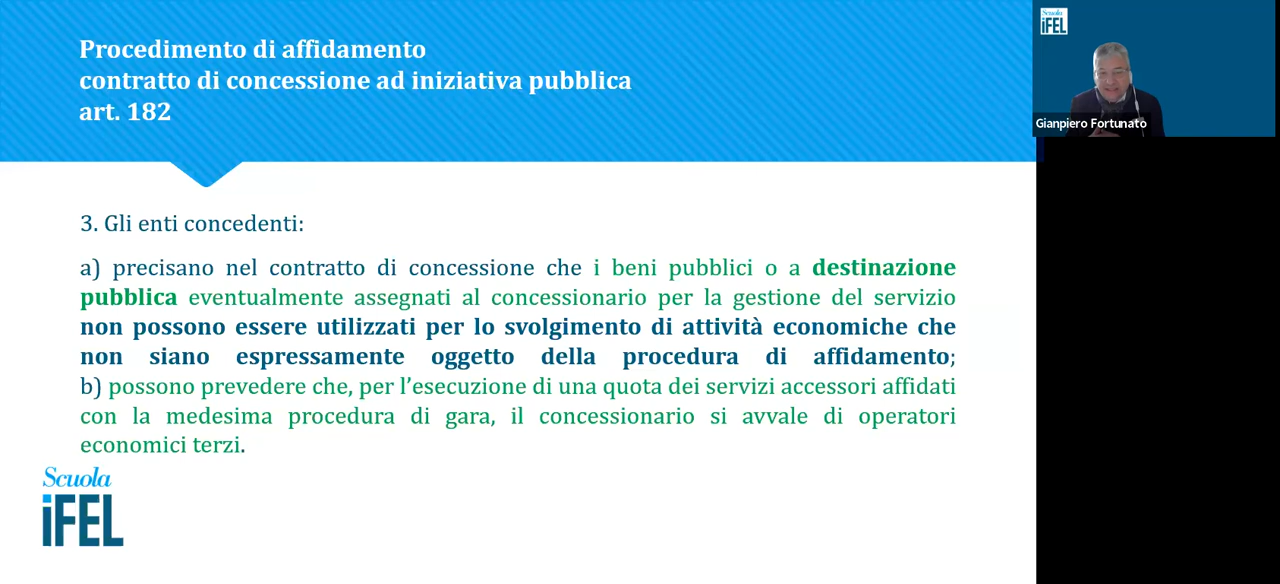 Procedimento di affidamento
contratto di concessione ad iniziativa pubblica
art. 182
Scuola
iFEL
Gianpiero Fortunato
3. Gli enti concedenti:
a) precisano nel contratto di concessione che i beni pubblici o a destinazione
pubblica eventualmente assegnati al concessionario per la gestione del servizio
non possono essere utilizzati per lo svolgimento di attività economiche che
non siano espressamente oggetto della procedura di affidamento;
b) possono prevedere che, per l’esecuzione di una quota dei servizi accessori affidati
con la medesima procedura di gara, il concessionario si avvale di operatori
economici terzi.
Scuola
iFEL